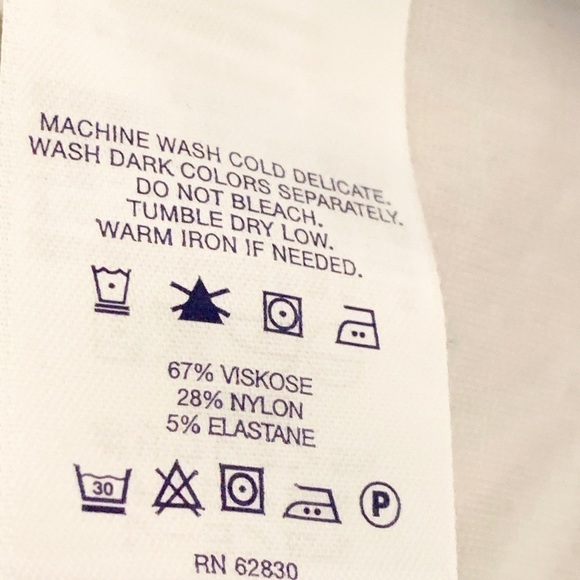 MACHINE WASH COLD DELICATE.
WASH DARK COLORS SEPARATELY.
DO NOT BLEACH.
TUMBLE DRY LOW.
WARM IRON IF NEEDED.
67% VISKOSE
28% NYLON
5% ELASTANE
30 P
RN 62830